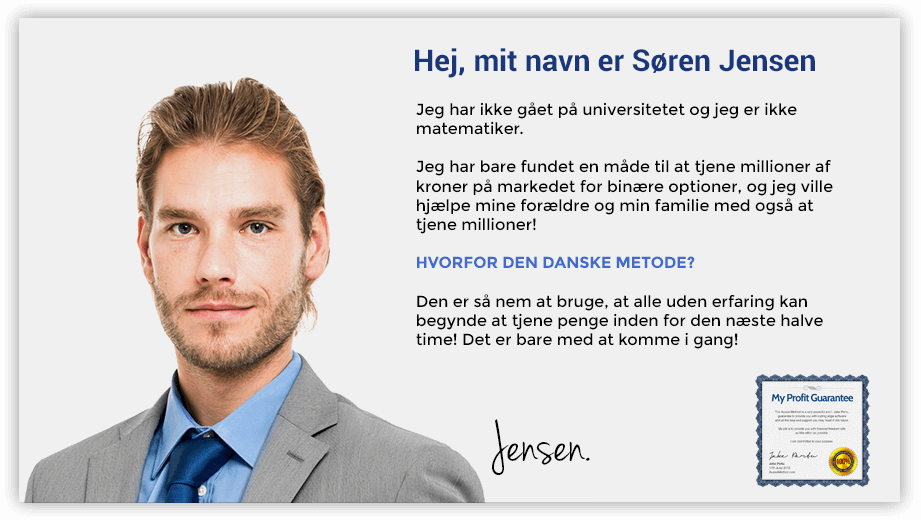 Hej, mit navn er Søren Jensen
Jeg har ikke gået på universitetet og jeg er ikke
matematiker.
Jeg har bare fundet en måde til at tjene millioner af
kroner på markedet for binære optioner, og jeg ville
hjælpe mine forældre og min familie med også at
tjene millioner!
HVORFOR DEN DANSKE METODE?
Den er så nem at bruge, at alle uden erfaring kan
begynde at tjene penge inden for den næste halve
time! Det er bare med at komme i gang!
Jensen.
My Profit Guarantee
100%